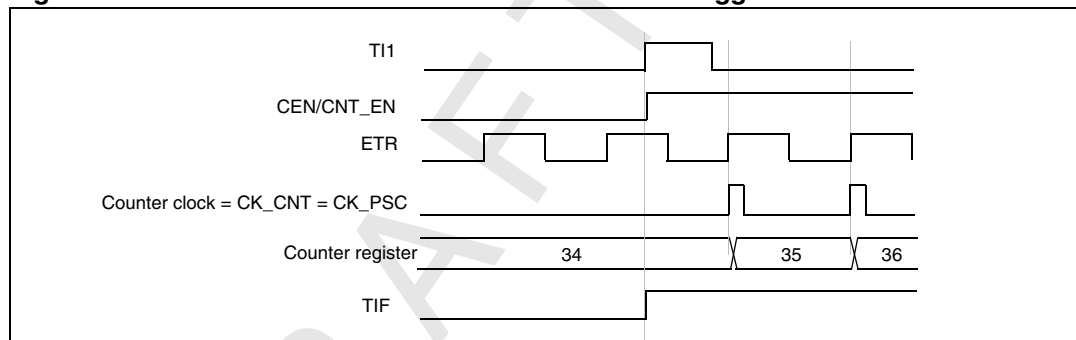 TI1
CEN/CNT_EN
ETR
Counter clock = CK_CNT = CK_PSC
Counter register 34 35 36
TIF